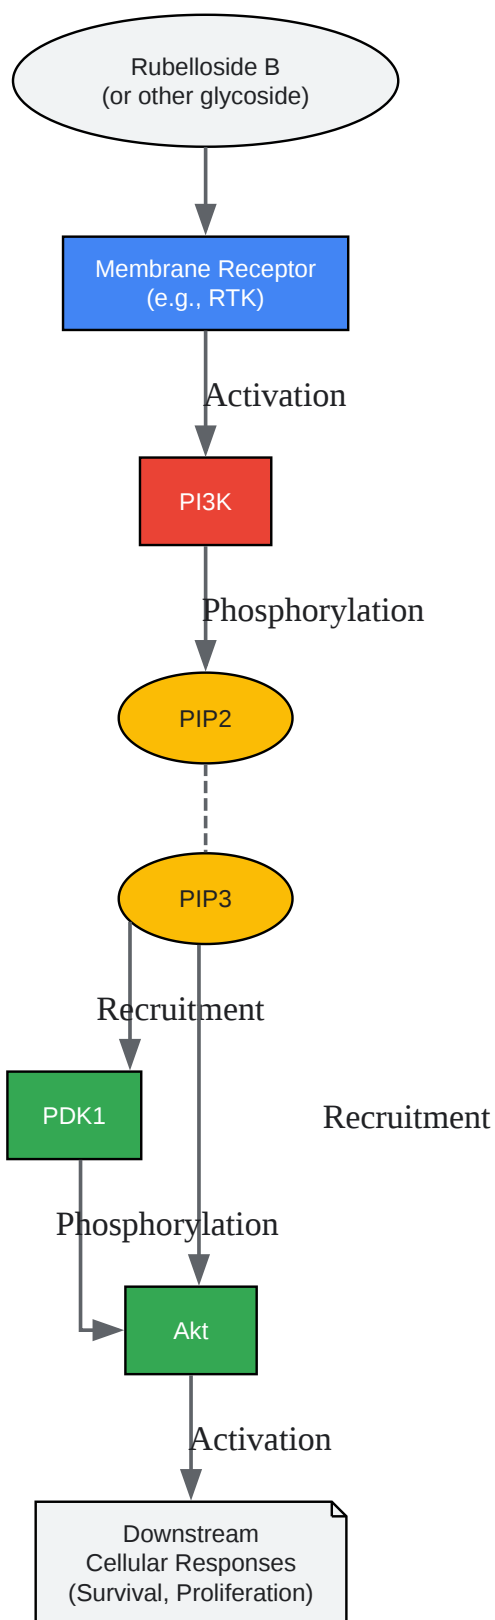 Rubelloside B
(or other glycoside)
Membrane Receptor
(e.g., RTK)
Activation
PI3K
Phosphorylation
PIP2
PIP3
Recruitment
PDK1
Recruitment
Phosphorylation
Akt
Activation
Downstream
Cellular Responses
(Survival, Proliferation)